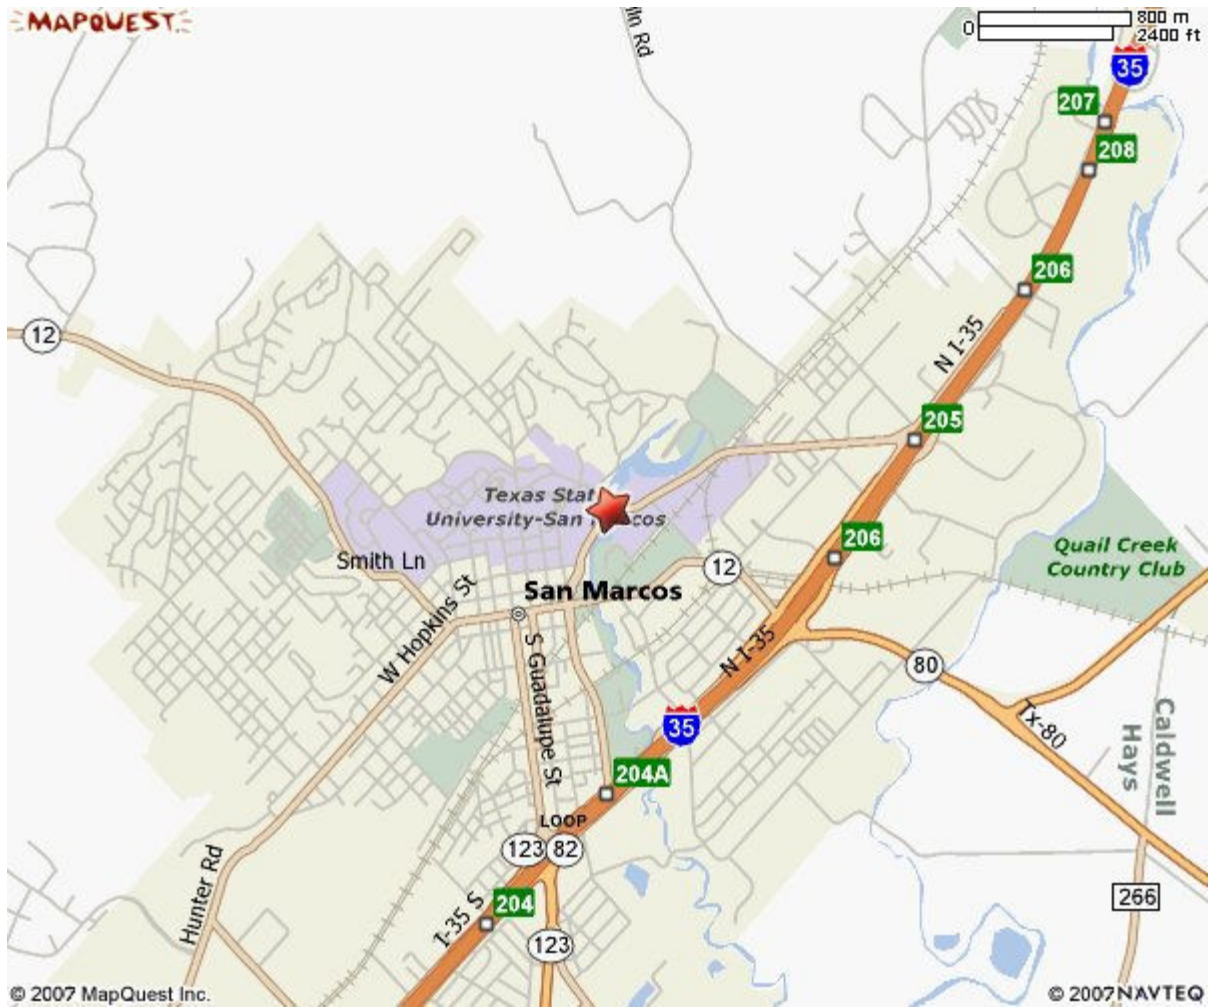 MAPQUEST
0
800 m
2400 ft
35
207
208
206
12
N I-35
205
Texas Stat
University-San M cos
206
Quail Creek
Country Club
Smith Ln
12
San Marcos
W Hopkins St
S Guadalupe St
N I-35
80
35
Tx-80
Caldwell
Hays
204A
LOOP
123
82
Hunter Rd
266
204
I-35 S
123
© 2007 MapQuest Inc.
© 2007 NAVTEQ